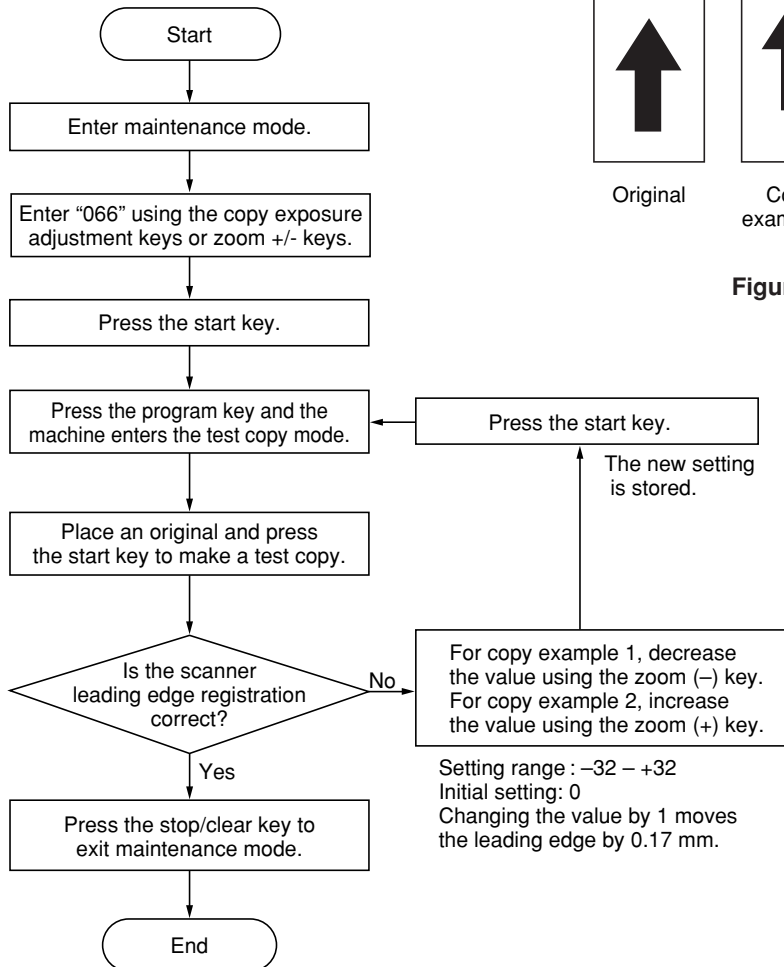 Start
Enter maintenance mode.
Enter “066” using the copy exposure
adjustment keys or zoom +/- keys.
Press the start key.
Press the program key and the
machine enters the test copy mode.
Place an original and press
the start key to make a test copy.
Is the scanner
leading edge registration
correct?
No
Yes
Press the stop/clear key to
exit maintenance mode.
End
Press the start key.
The new setting
is stored.
For copy example 1, decrease
the value using the zoom (–) key.
For copy example 2, increase
the value using the zoom (+) key.
Setting range : –32 – +32
Initial setting: 0
Changing the value by 1 moves
the leading edge by 0.17 mm.
Original